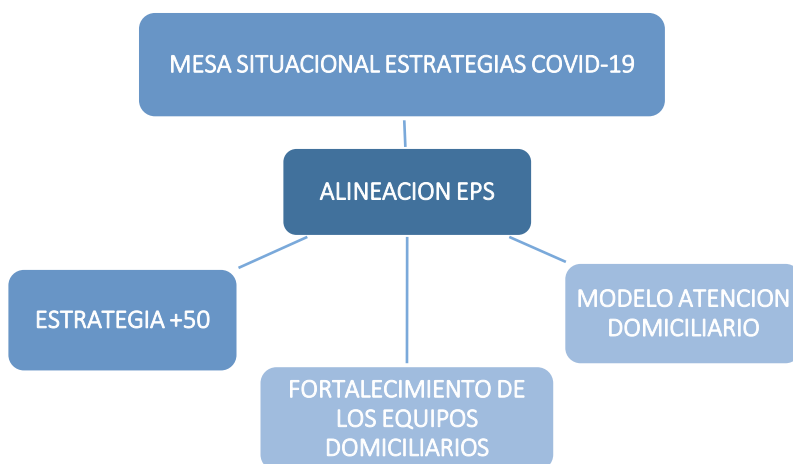 MESA SITUACIONAL ESTRATEGIAS COVID-19
ALINEACION EPS
ESTRATEGIA +50
MODELO ATENCION
DOMICILIARIO
FORTALECIMIENTO DE
LOS EQUIPOS
DOMICILIARIOS